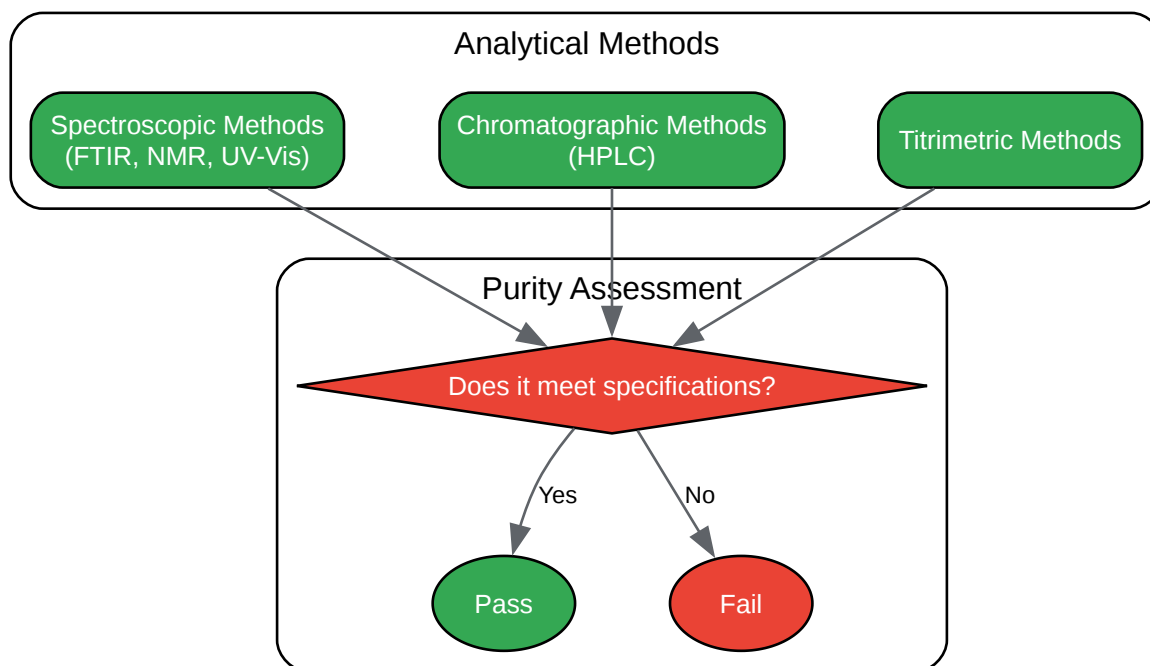 Analytical Methods
Spectroscopic Methods
(FTIR, NMR, UV-Vis)
Chromatographic Methods
(HPLC)
Titrimetric Methods
Purity Assessment
Does it meet specifications?
Yes
No
Pass
Fail